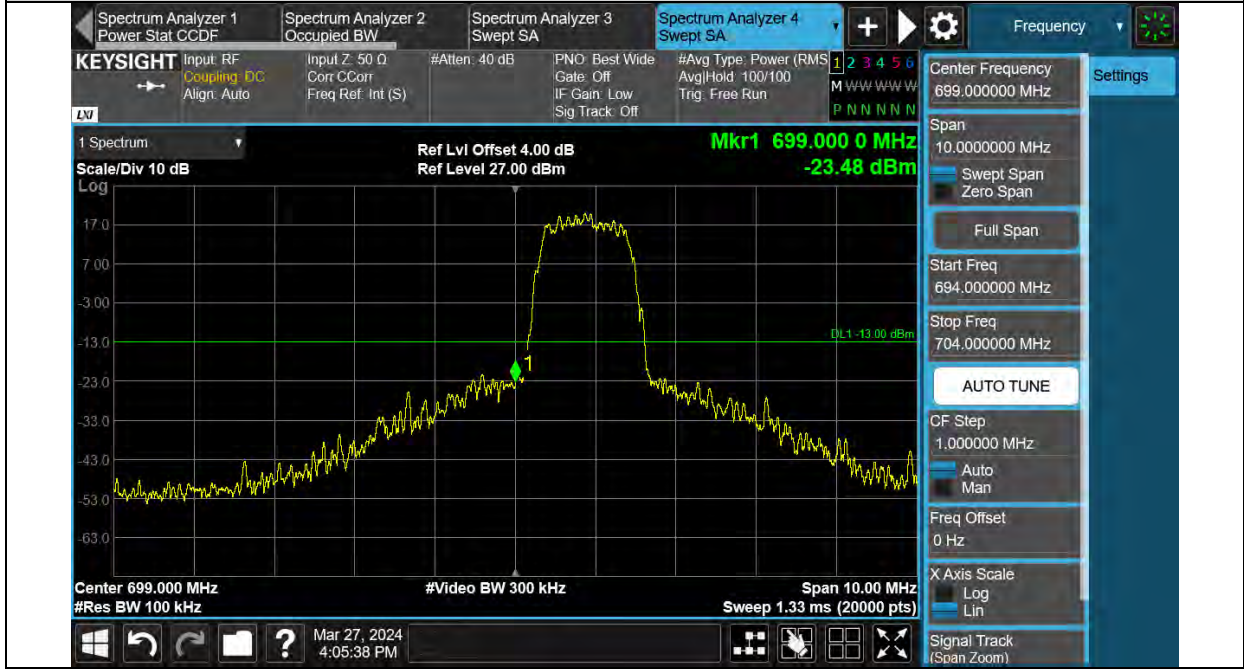 Spectrum Analyzer 1
Power Stat CCDF
Spectrum Analyzer 2
Occupied BW
Spectrum Analyzer 3
Swept SA
Spectrum Analyzer 4
Swept SA
+
Frequency
KEYSIGHT
LXI
Input: RF
Coupling: DC
Align: Auto
Input Z: 50 Ω
Corr CCorr
Freq Ref: Int (S)
#Atten: 40 dB
PNO: Best Wide
Gate: Off
IF Gain: Low
Sig Track: Off
#Avg Type: Power (RMS
Avg|Hold: 100/100
Trig: Free Run
1 2 3 4 5 6
M W W W W W
P N N N N N
1 Spectrum
Scale/Div 10 dB
Ref Lvl Offset 4.00 dB
Ref Level 27.00 dBm
Mkr1 699.000 0 MHz
-23.48 dBm
Log
17.0
7.00
-3.00
-13.0
-23.0
-33.0
-43.0
-53.0
-63.0
DL1 -13.00 dBm
1
Center 699.000 MHz
#Res BW 100 kHz
#Video BW 300 kHz
Span 10.00 MHz
Sweep 1.33 ms (20000 pts)
Mar 27, 2024
4:05:38 PM
?
Center Frequency
699.000000 MHz
Settings
Span
10.0000000 MHz
Swept Span
Zero Span
Full Span
Start Freq
694.000000 MHz
Stop Freq
704.000000 MHz
AUTO TUNE
CF Step
1.000000 MHz
Auto
Man
Freq Offset
0 Hz
X Axis Scale
Log
Lin
Signal Track
(Span Zoom)